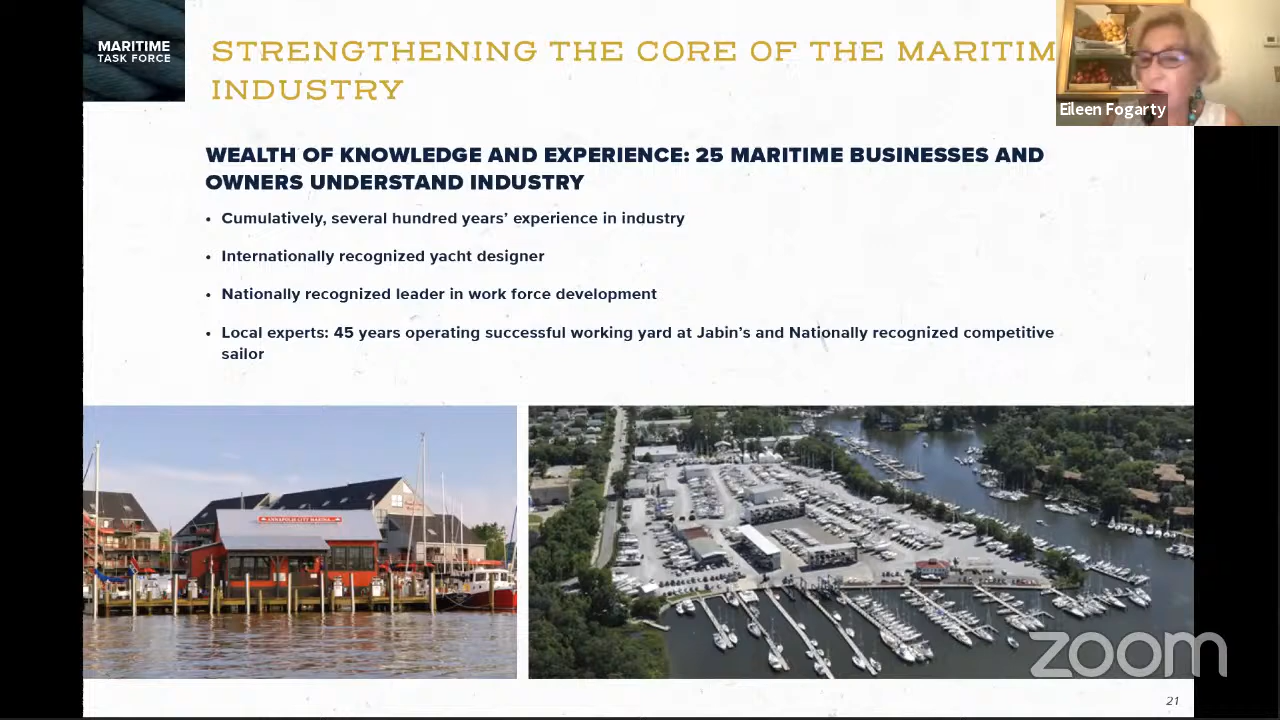 MARITIME
TASK FORCE
STRENGTHENING THE CORE OF THE MARITIM
INDUSTRY
Eileen Fogarty
WEALTH OF KNOWLEDGE AND EXPERIENCE: 25 MARITIME BUSINESSES AND
OWNERS UNDERSTAND INDUSTRY
• Cumulatively, several hundred years’ experience in industry
• Internationally recognized yacht designer
• Nationally recognized leader in work force development
• Local experts: 45 years operating successful working yard at Jabin’s and Nationally recognized competitive
sailor
ANNAPOLIS CITY MARINA
zoom
21